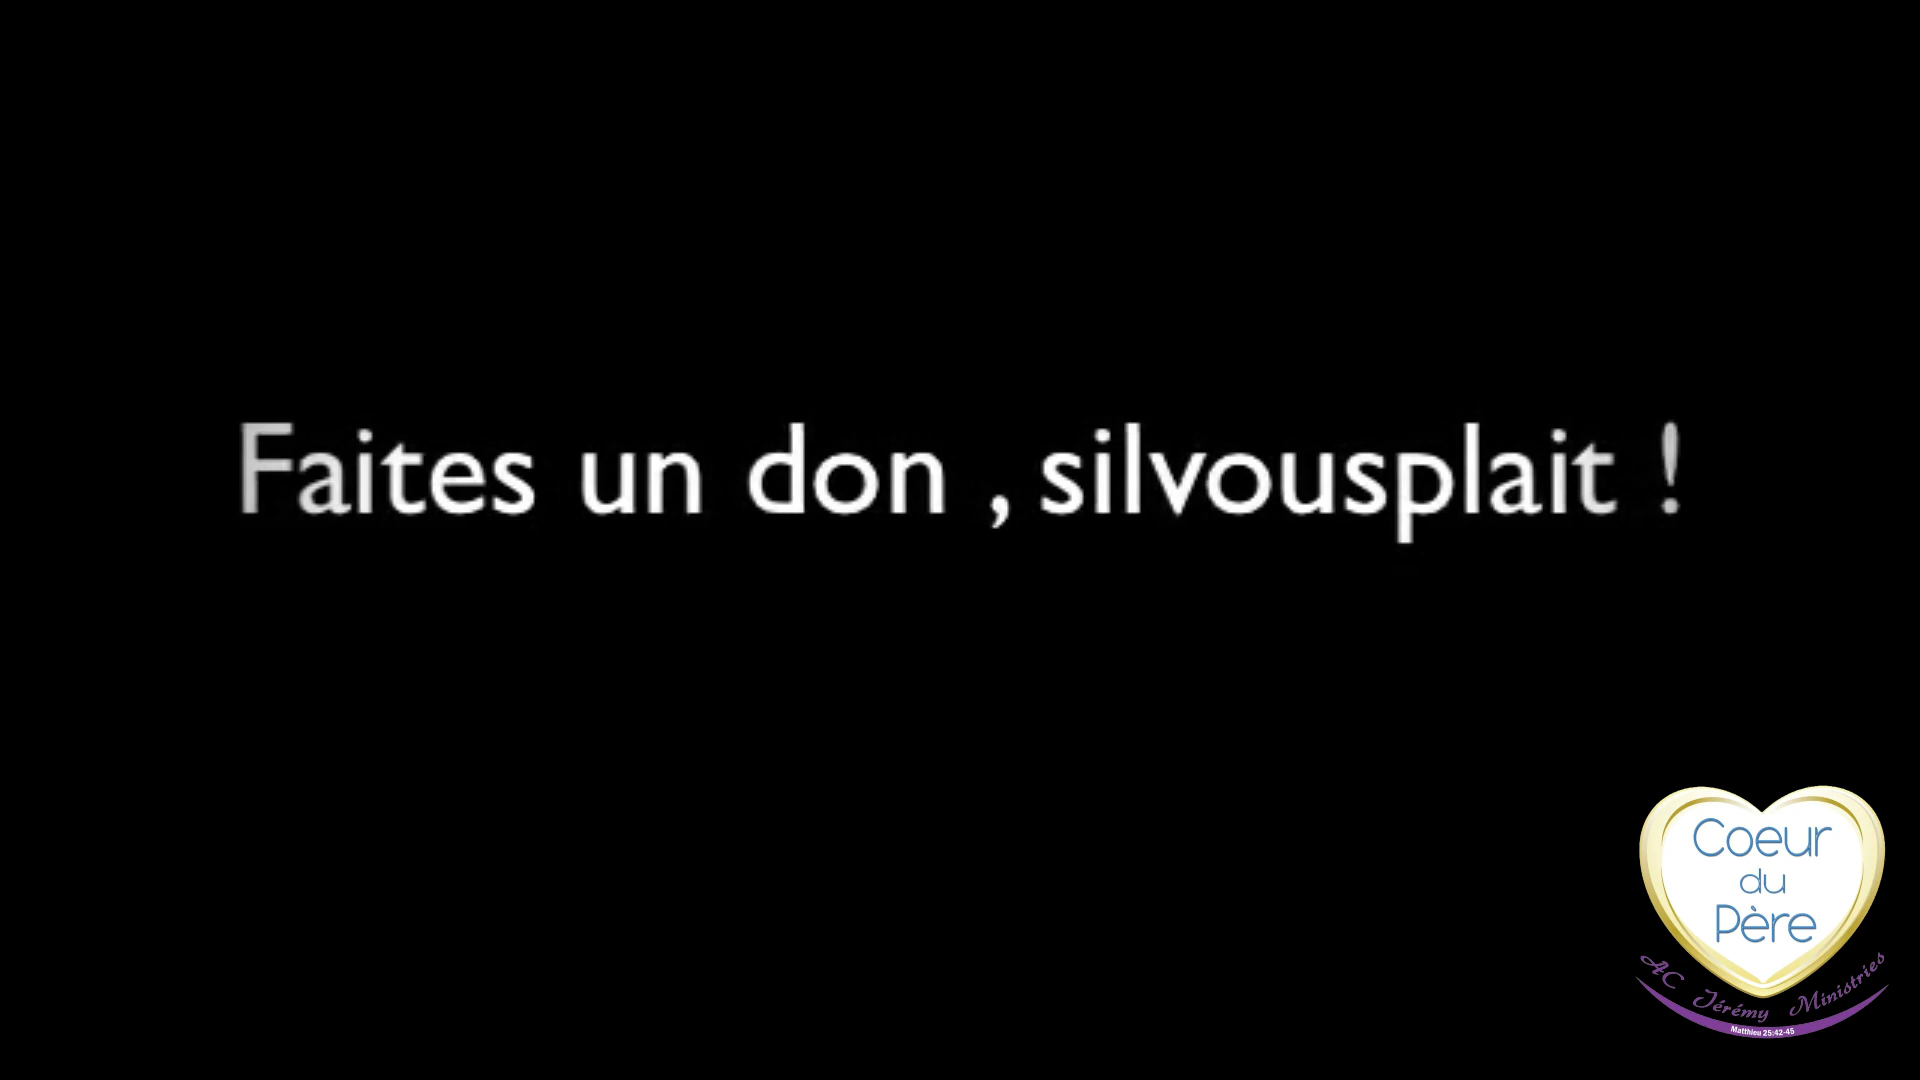 Faites un don , silvousplait !
Coeur
du
Père
AC Jérémy Ministries
Matthieu 25:42-45